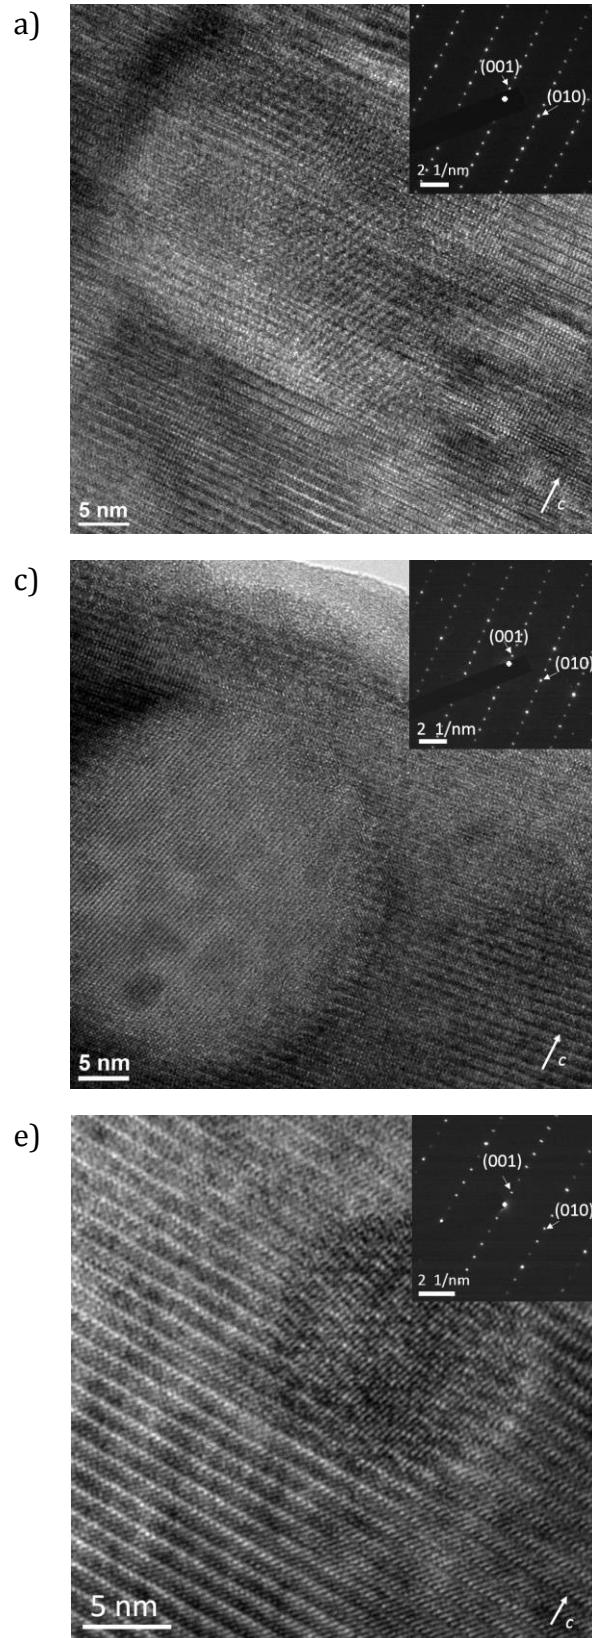 a)
(001)
(010)
2 1/nm
5 nm
c
c)
(001)
(010)
2 1/nm
5 nm
c
e)
(001)
(010)
2 1/nm
5 nm
c